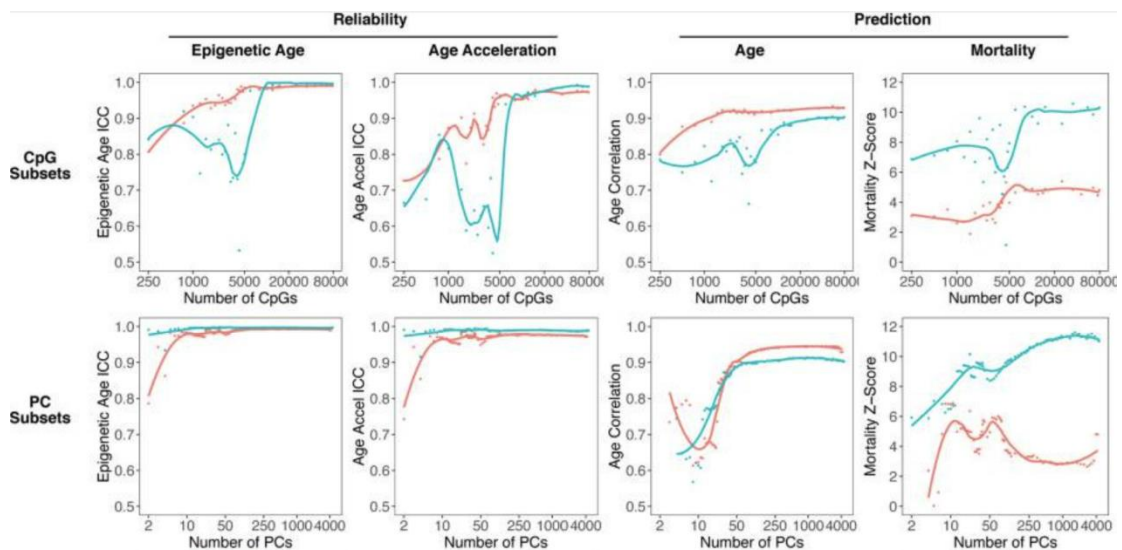 Reliability
Prediction
Epigenetic Age
Age Acceleration
Age
Mortality
CpG
Subsets
Epigenetic Age ICC
1.0
0.9
0.8
0.7
0.6
0.5
250 1000 5000 20000 80000
Number of CpGs
Age Accel ICC
1.0
0.9
0.8
0.7
0.6
0.5
250 1000 5000 20000 80000
Number of CpGs
Age Correlation
1.0
0.9
0.8
0.7
0.6
0.5
250 1000 5000 20000 80000
Number of CpGs
Mortality Z-Score
12
10
8
6
4
2
0
250 1000 5000 20000 80000
Number of CpGs
PC
Subsets
Epigenetic Age ICC
1.0
0.9
0.8
0.7
0.6
0.5
2 10 50 250 1000 4000
Number of PCs
Age Accel ICC
1.0
0.9
0.8
0.7
0.6
0.5
2 10 50 250 1000 4000
Number of PCs
Age Correlation
1.0
0.9
0.8
0.7
0.6
0.5
2 10 50 250 1000 4000
Number of PCs
Mortality Z-Score
12
10
8
6
4
2
0
2 10 50 250 1000 4000
Number of PCs